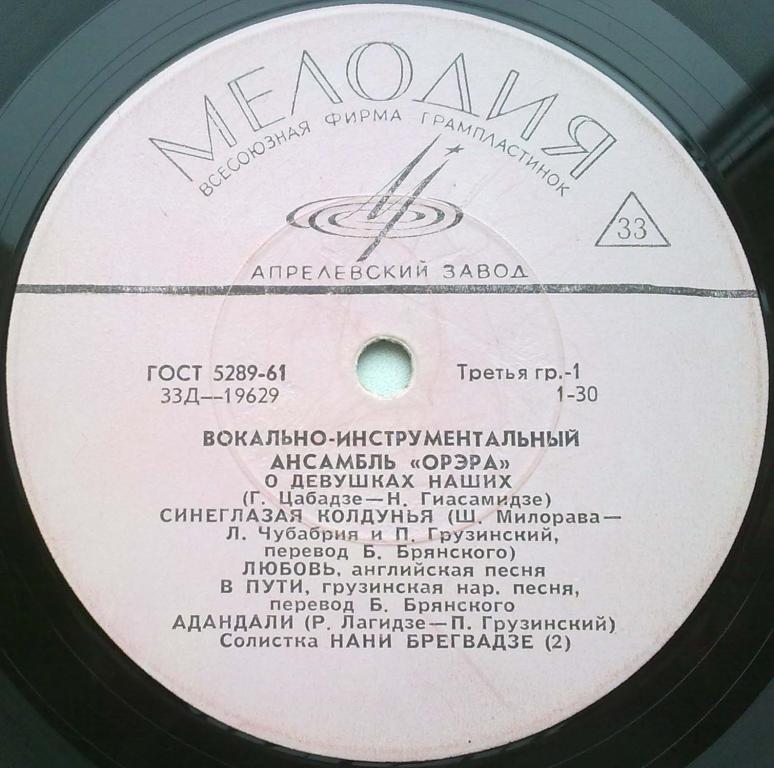 МЕЛОДИЯ
ВСЕСОЮЗНАЯ ФИРМА ГРАМПЛАСТИНОК
33
АПРЕЛЕВСКИЙ ЗАВОД
ГОСТ 5289-61
Третья гр.-1
33Д—19629
1-30
ВОКАЛЬНО-ИНСТРУМЕНТАЛЬНЫЙ
АНСАМБЛЬ «ОРЭРА»
О ДЕВУШКАХ НАШИХ
(Г. Цабадзе—Н. Гиасамидзе)
СИНЕГЛАЗАЯ КОЛДУНЬЯ (Ш. Милорава—
Л. Чубабрия и П. Грузинский,
перевод Б. Брянского)
ЛЮБОВЬ, английская песня
В ПУТИ, грузинская нар. песня,
перевод Б. Брянского
АДАНДАЛИ (Р. Лагидзе—П. Грузинский)
Солистка НАНИ БРЕГВАДЗЕ (2)